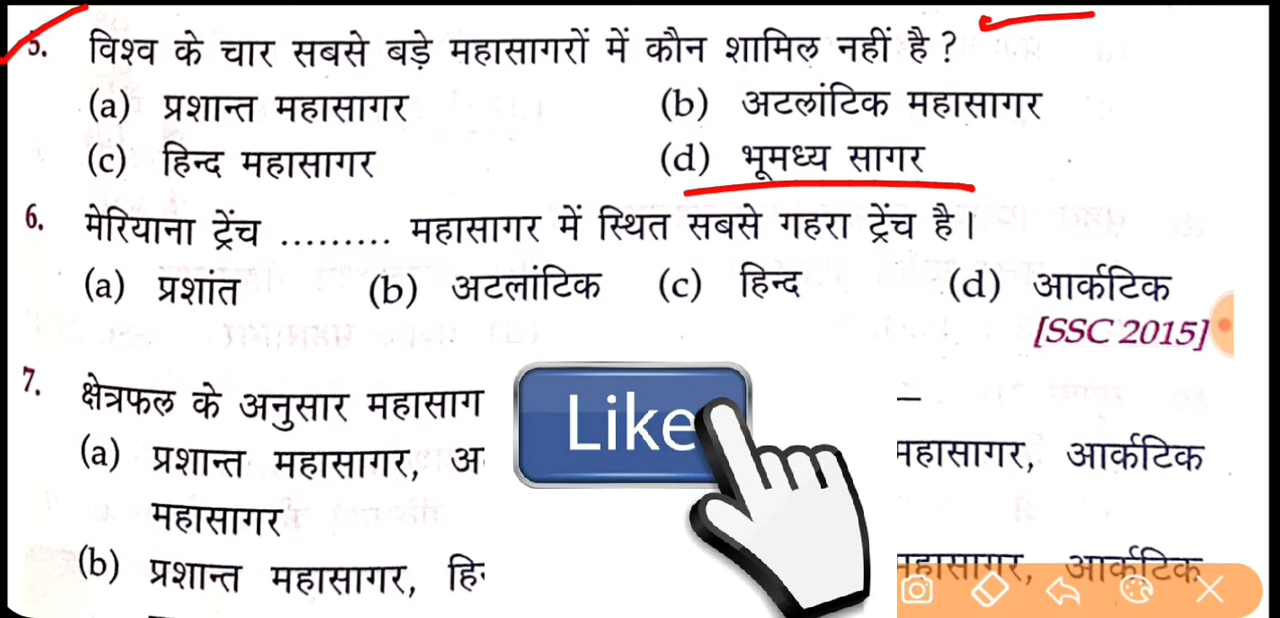 5. विश्व के चार सबसे बड़े महासागरों में कौन शामिल नहीं है ?
(a) प्रशान्त महासागर (b) अटलांटिक महासागर
(c) हिन्द महासागर (d) भूमध्य सागर
6. मेरियाना ट्रेंच ......... महासागर में स्थित सबसे गहरा ट्रेंच है।
(a) प्रशांत (b) अटलांटिक (c) हिन्द (d) आर्कटिक
[SSC 2015]
7. क्षेत्रफल के अनुसार
Like
(a) प्रशान्त महासागर, महासागर, आर्कटिक
महासागर
(b) प्रशान्त महासागर, महासागर, आर्कटिक